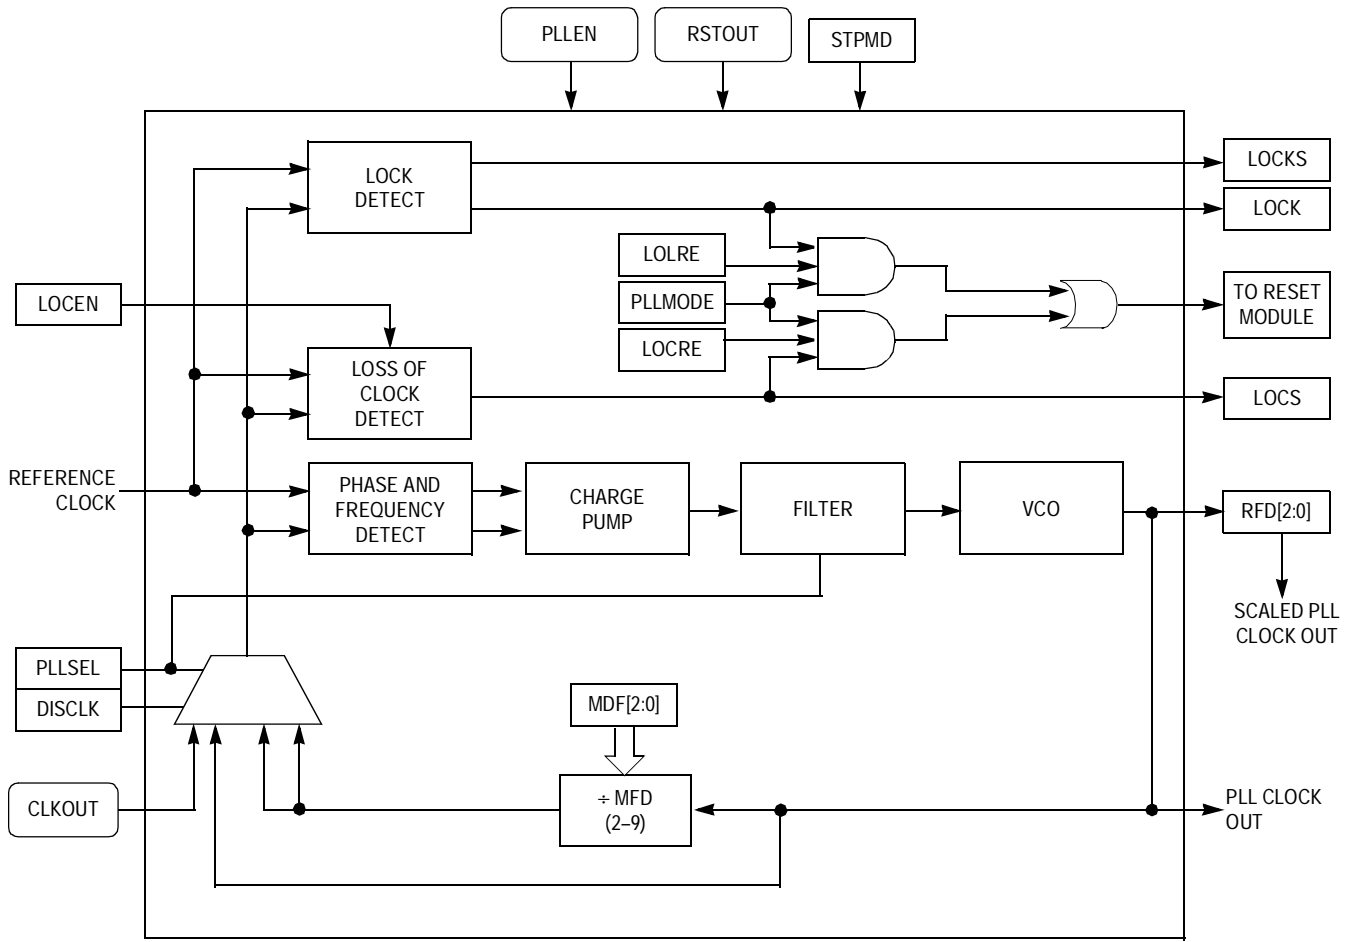 PLLEN
RSTOUT
STPMD
LOCK
DETECT
LOCKS
LOCK
LOLRE
PLLMODE
LOCRE
TO RESET
MODULE
LOCEN
LOSS OF
CLOCK
DETECT
LOCS
REFERENCE
CLOCK
PHASE AND
FREQUENCY
DETECT
CHARGE
PUMP
FILTER
VCO
RFD[2:0]
SCALED PLL
CLOCK OUT
PLLSEL
DISCLK
MDF[2:0]
CLKOUT
÷ MFD
(2–9)
PLL CLOCK
OUT